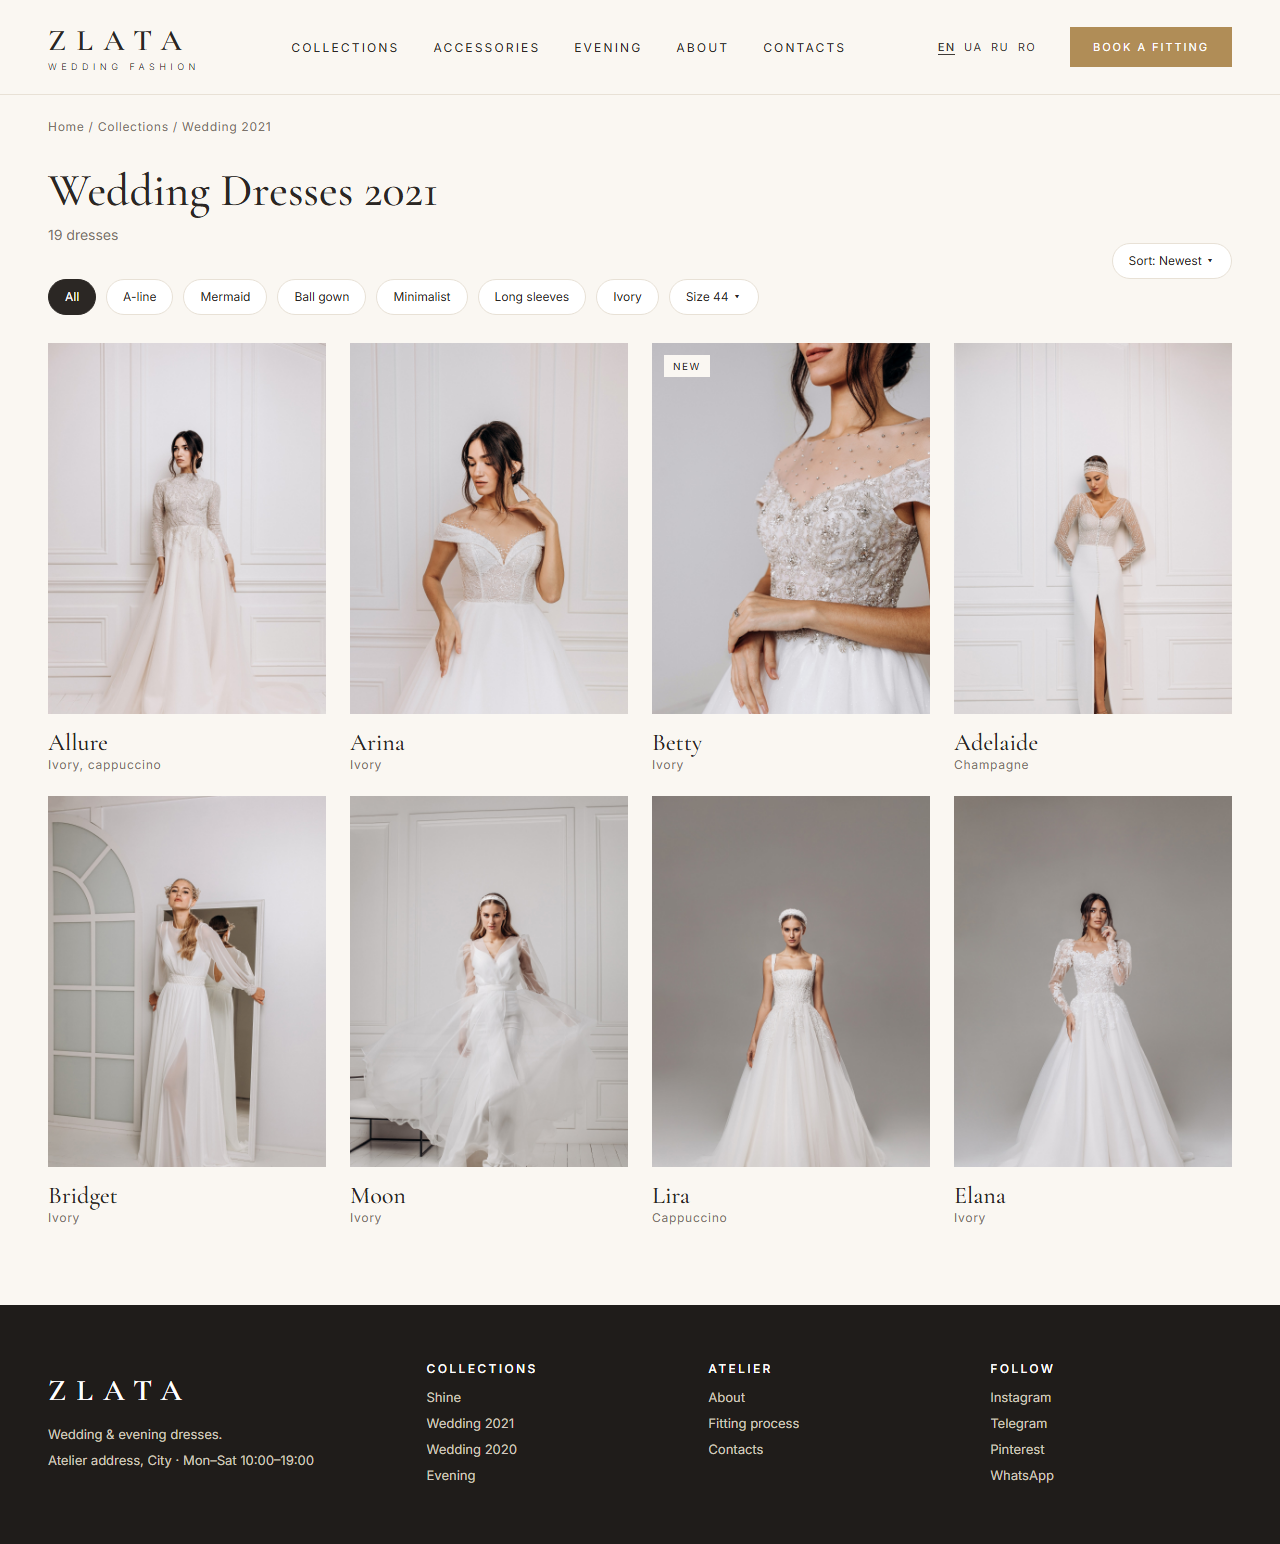 ZLATA
WEDDING FASHION
COLLECTIONS ACCESSORIES EVENING ABOUT CONTACTS
EN UA RU RO
BOOK A FITTING
Home / Collections / Wedding 2021
Wedding Dresses 2021
19 dresses
Sort: Newest ▾
All A-line Mermaid Ball gown Minimalist Long sleeves Ivory Size 44 ▾
NEW
Allure
Ivory, cappuccino
Arina
Ivory
Betty
Ivory
Adelaide
Champagne
Bridget
Ivory
Moon
Ivory
Lira
Cappuccino
Elana
Ivory
ZLATA
Wedding & evening dresses.
Atelier address, City · Mon–Sat 10:00–19:00
COLLECTIONS
Shine
Wedding 2021
Wedding 2020
Evening
ATELIER
About
Fitting process
Contacts
FOLLOW
Instagram
Telegram
Pinterest
WhatsApp